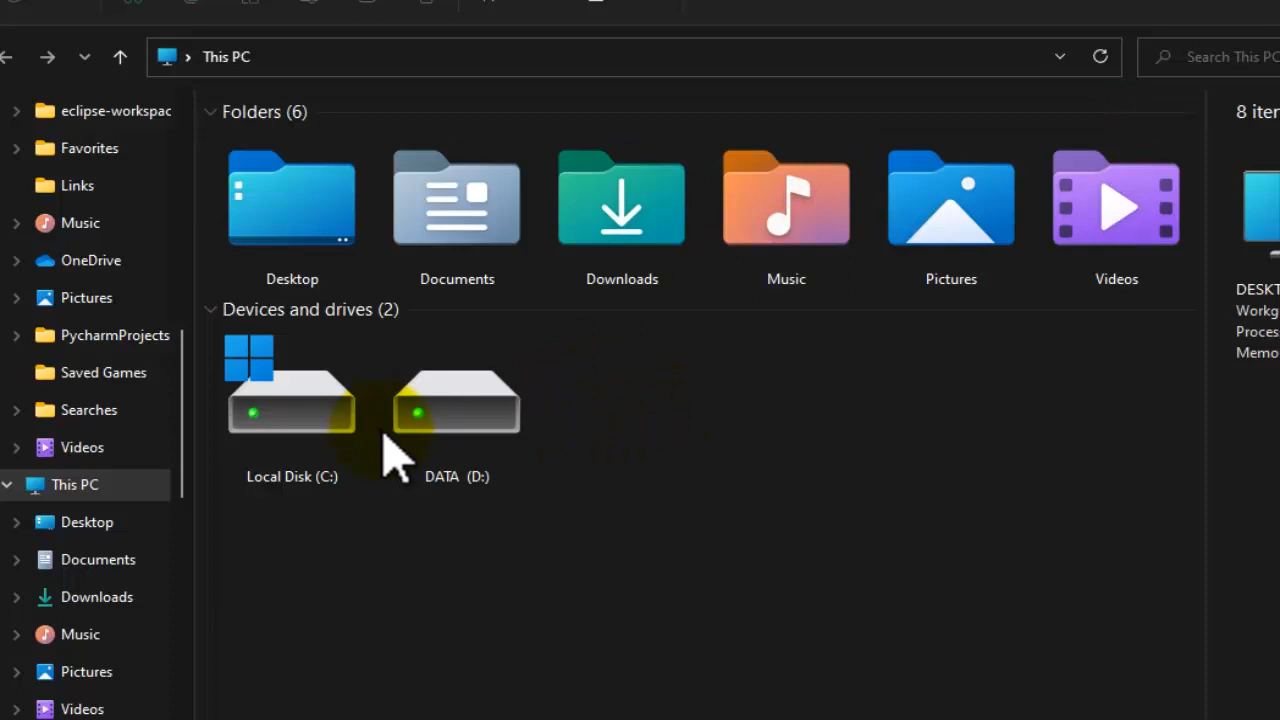 This PC
Search This PC
eclipse-workspac
Favorites
Links
Music
OneDrive
Pictures
PycharmProjects
Saved Games
Searches
Videos
This PC
Desktop
Documents
Downloads
Music
Pictures
Videos
Folders (6)
Desktop
Documents
Downloads
Music
Pictures
Videos
Devices and drives (2)
Local Disk (C:)
DATA (D:)
8 iter
DESKT
Workg
Proces
Memo